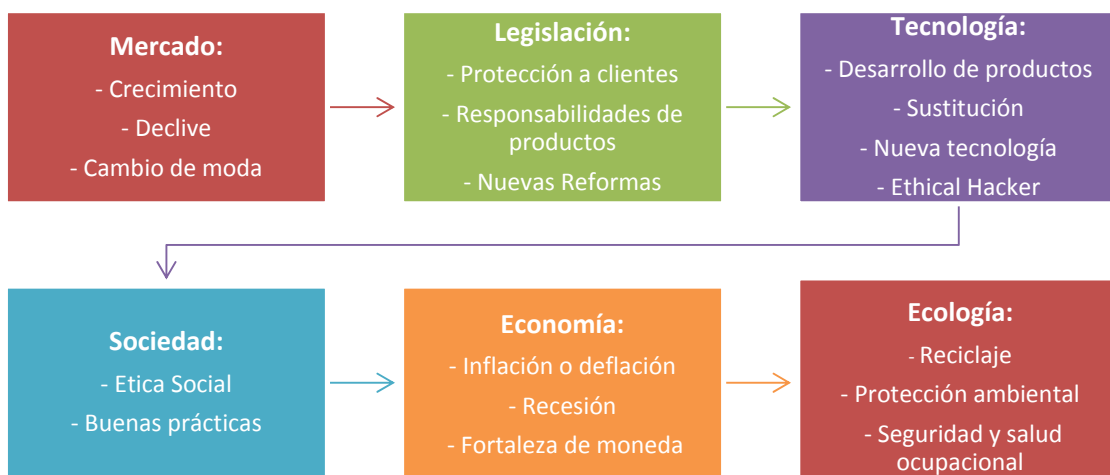 Mercado:
- Crecimiento
- Declive
- Cambio de moda
Legislación:
- Protección a clientes
- Responsabilidades de
productos
- Nuevas Reformas
Tecnología:
- Desarrollo de productos
- Sustitución
- Nueva tecnología
- Ethical Hacker
Sociedad:
- Etica Social
- Buenas prácticas
Economía:
- Inflación o deflación
- Recesión
- Fortaleza de moneda
Ecología:
- Reciclaje
- Protección ambiental
- Seguridad y salud
ocupacional